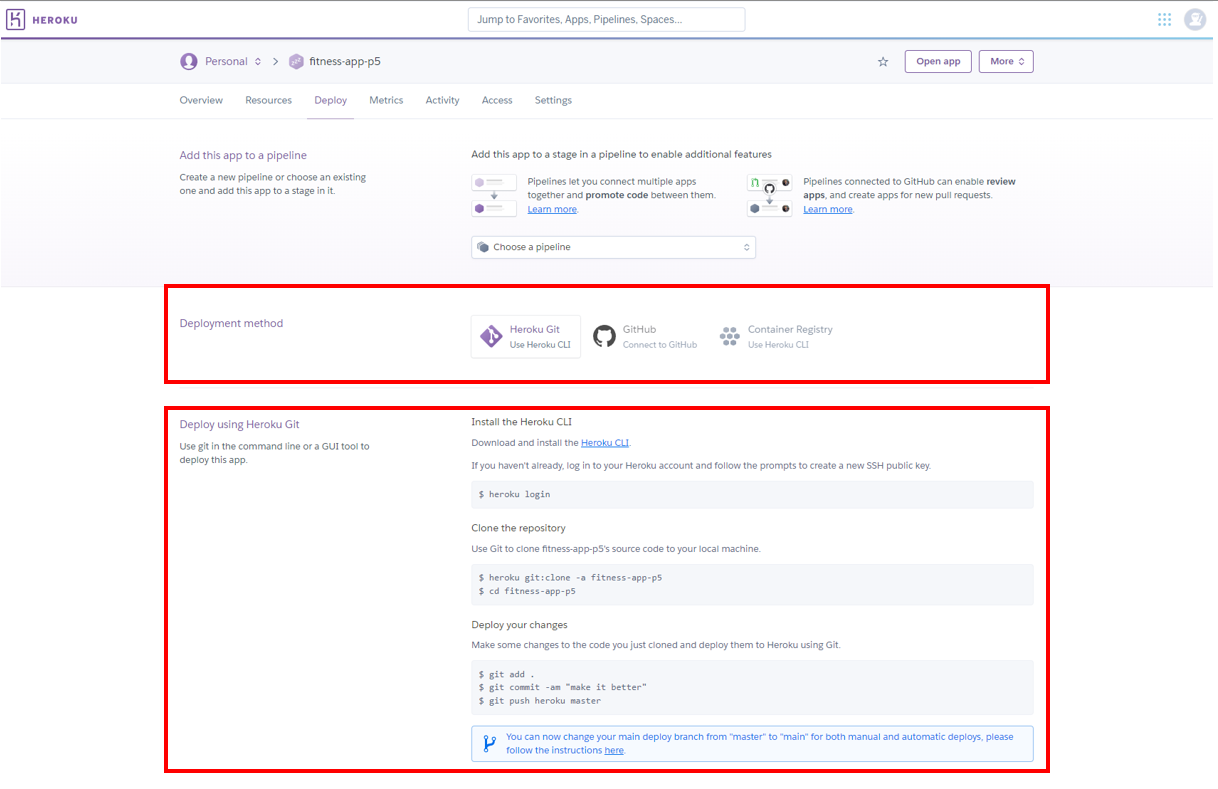 HEROKU
Jump to Favorites, Apps, Pipelines, Spaces...
Personal
fitness-app-p5
Open app
More
Overview
Resources
Deploy
Metrics
Activity
Access
Settings
Add this app to a pipeline
Create a new pipeline or choose an existing
one and add this app to a stage in it.
Add this app to a stage in a pipeline to enable additional features
Pipelines let you connect multiple apps
together and promote code between them.
Learn more.
Pipelines connected to GitHub can enable review
apps, and create apps for new pull requests.
Learn more.
Choose a pipeline
Deployment method
Heroku Git
Use Heroku CLI
GitHub
Connect to GitHub
Container Registry
Use Heroku CLI
Deploy using Heroku Git
Use git in the command line or a GUI tool to
deploy this app.
Install the Heroku CLI
Download and install the Heroku CLI.
If you haven't already, log in to your Heroku account and follow the prompts to create a new SSH public key.
$ heroku login
Clone the repository
Use Git to clone fitness-app-p5's source code to your local machine.
$ heroku git:clone -a fitness-app-p5
$ cd fitness-app-p5
Deploy your changes
Make some changes to the code you just cloned and deploy them to Heroku using Git.
$ git add .
$ git commit -am "make it better"
$ git push heroku master
You can now change your main deploy branch from "master" to "main" for both manual and automatic deploys, please
follow the instructions here.